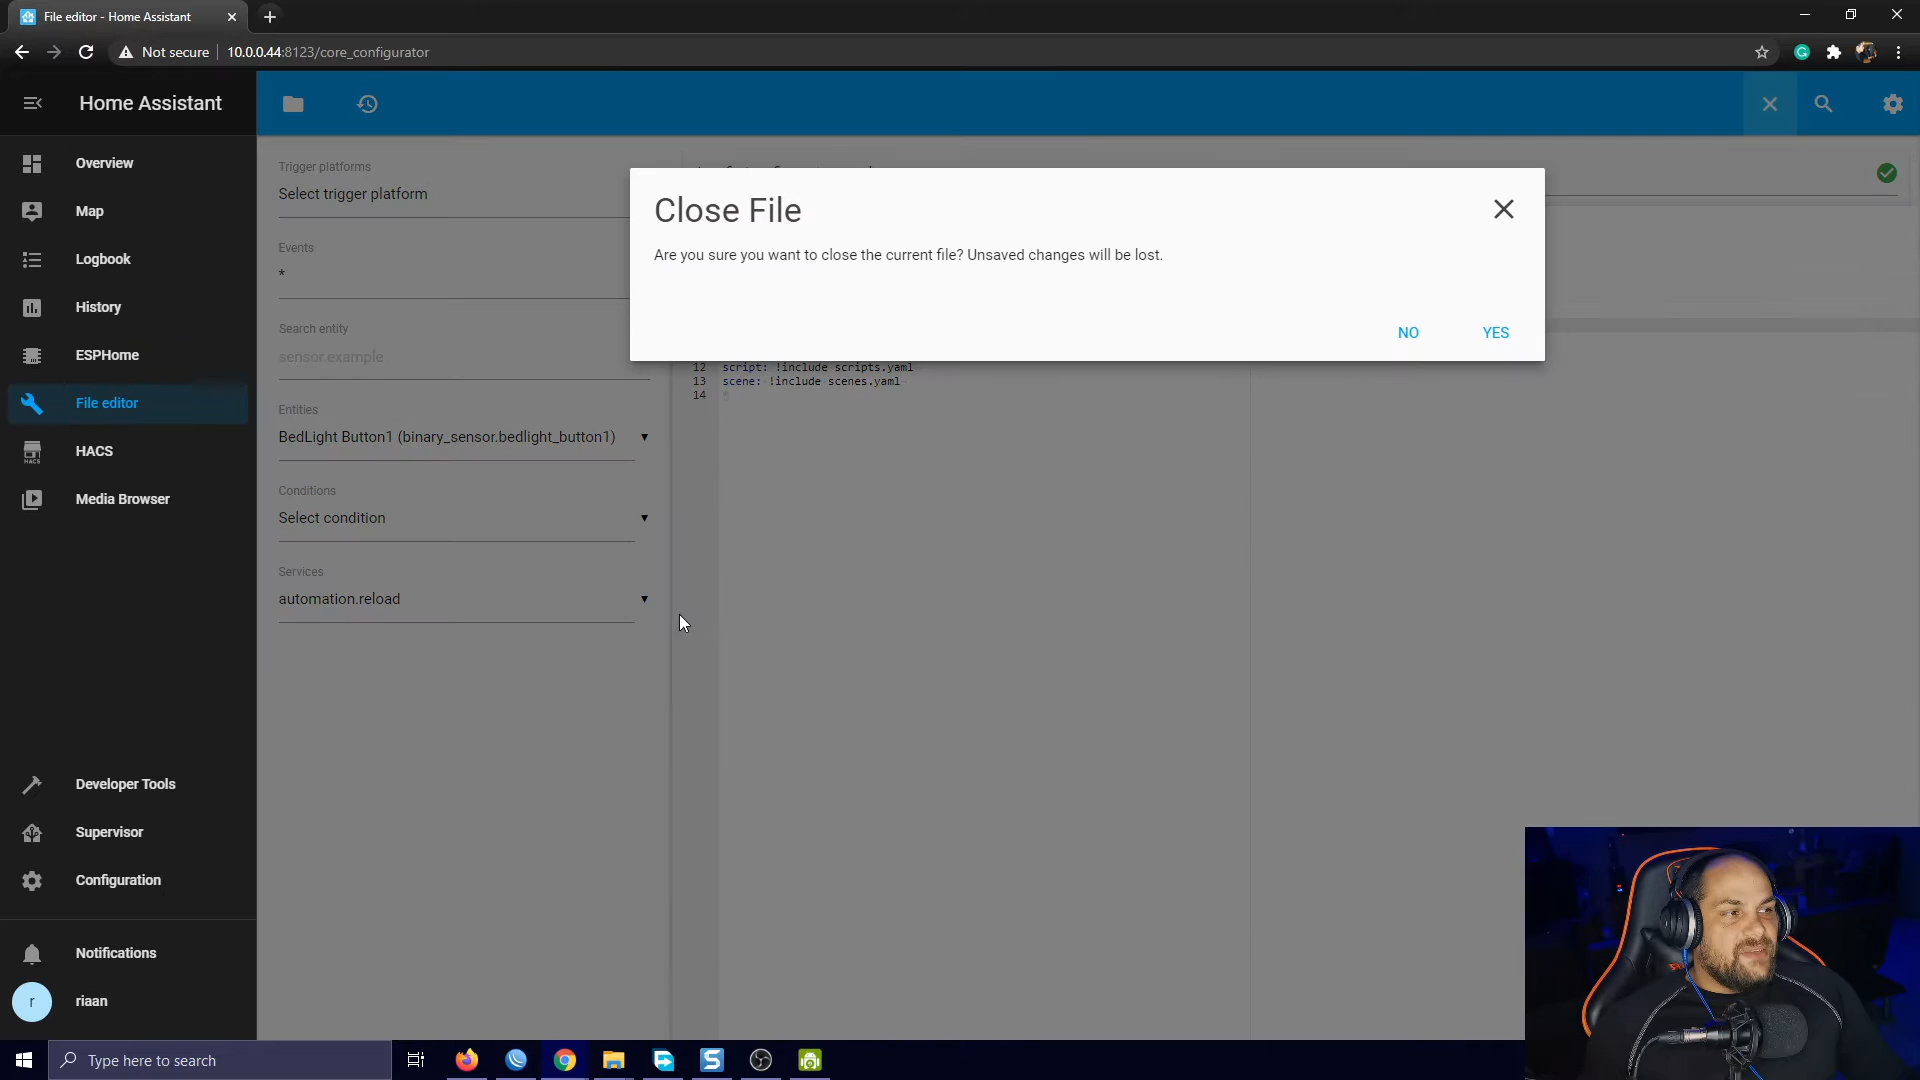 File editor - Home Assistant
Not secure
10.0.0.44:8123/core_configurator
Home Assistant
Overview
Map
Logbook
History
ESPHome
File editor
HACS
HACS
Media Browser
Developer Tools
Supervisor
Configuration
Notifications
r
riaan
Trigger platforms
Select trigger platform
Events
*
Search entity
sensor.example
Entities
BedLight Button1 (binary_sensor.bedlight_button1)
Conditions
Select condition
Services
automation.reload
Close File
Are you sure you want to close the current file? Unsaved changes will be lost.
NO
YES
12 script: !include scripts.yaml
13 scene: !include scenes.yaml
14
Type here to search